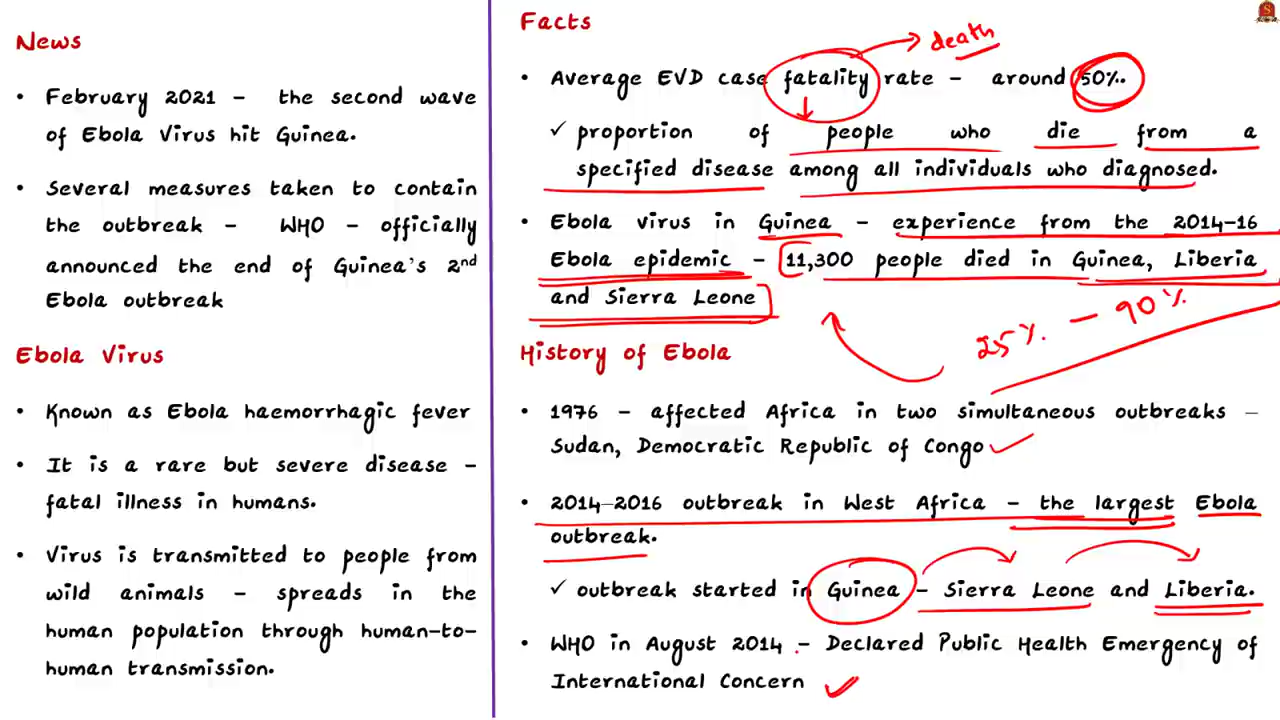 News
• February 2021 – the second wave
of Ebola Virus hit Guinea.
• Several measures taken to contain
the outbreak – WHO – officially
announced the end of Guinea's 2nd
Ebola outbreak
Ebola Virus
• Known as Ebola haemorrhagic fever
• It is a rare but severe disease –
fatal illness in humans.
• Virus is transmitted to people from
wild animals – spreads in the
human population through human-to-
human transmission.
Facts
death
• Average EVD case fatality rate – around 50%.
✓ proportion of people who die from a
specified disease among all individuals who diagnosed.
• Ebola virus in Guinea – experience from the 2014-16
Ebola epidemic – 11,300 people died in Guinea, Liberia
and Sierra Leone
25% – 90%
History of Ebola
• 1976 – affected Africa in two simultaneous outbreaks –
Sudan, Democratic Republic of Congo
• 2014–2016 outbreak in West Africa – the largest Ebola
outbreak.
✓ outbreak started in Guinea – Sierra Leone and Liberia.
• WHO in August 2014 – Declared Public Health Emergency of
International Concern